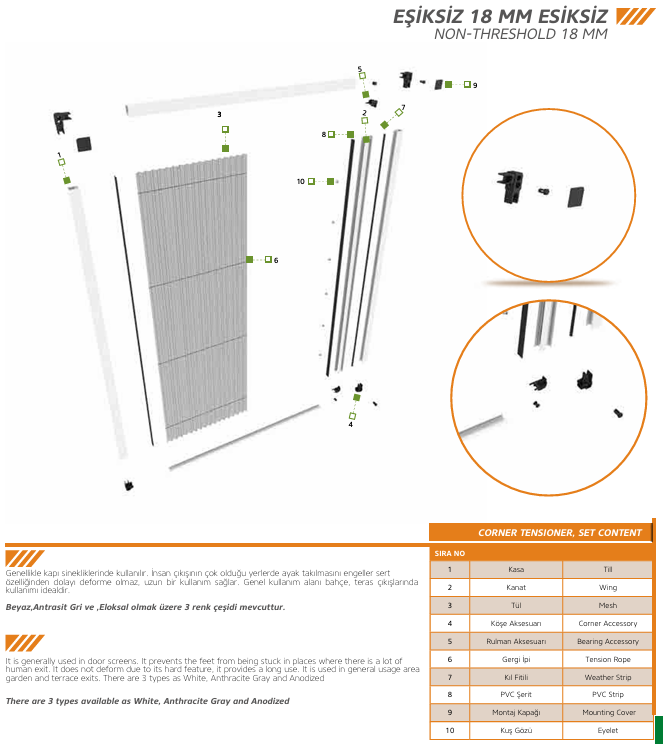 EŞİKSİZ 18 MM ESİKSİZ
NON-THRESHOLD 18 MM
5
9
3
2
7
8
1
10
6
4
CORNER TENSIONER, SET CONTENT
SIRA NO
1 Kasa Till
2 Kanat Wing
3 Tül Mesh
4 Köşe Aksesuarı Corner Accessory
5 Rulman Aksesuarı Bearing Accessory
6 Gergi Ipi Tension Rope
7 Kıl Fitili Weather Strip
8 PVC Şerit PVC Strip
9 Montaj Kapağı Mounting Cover
10 Kuş Gözü Eyelet
Genellikle kapı sinekliklerinde kullanılır. İnsan çıkışının çok olduğu yerlerde ayak takılmasını engeller sert
özelliğinden dolayı deforme olmaz, uzun bir kullanım sağlar. Genel kullanım alanı bahçe, teras çıkışlarında
kullanımı idealdir.
Beyaz,Antrasit Gri ve ,Eloksal olmak üzere 3 renk çeşidi mevcuttur.
It is generally used in door screens. It prevents the feet from being stuck in places where there is a lot of
human exit. It does not deform due to its hard feature, it provides a long use. It is used in general usage area
garden and terrace exits. There are 3 types as White, Anthracite Gray and Anodized
There are 3 types available as White, Anthracite Gray and Anodized